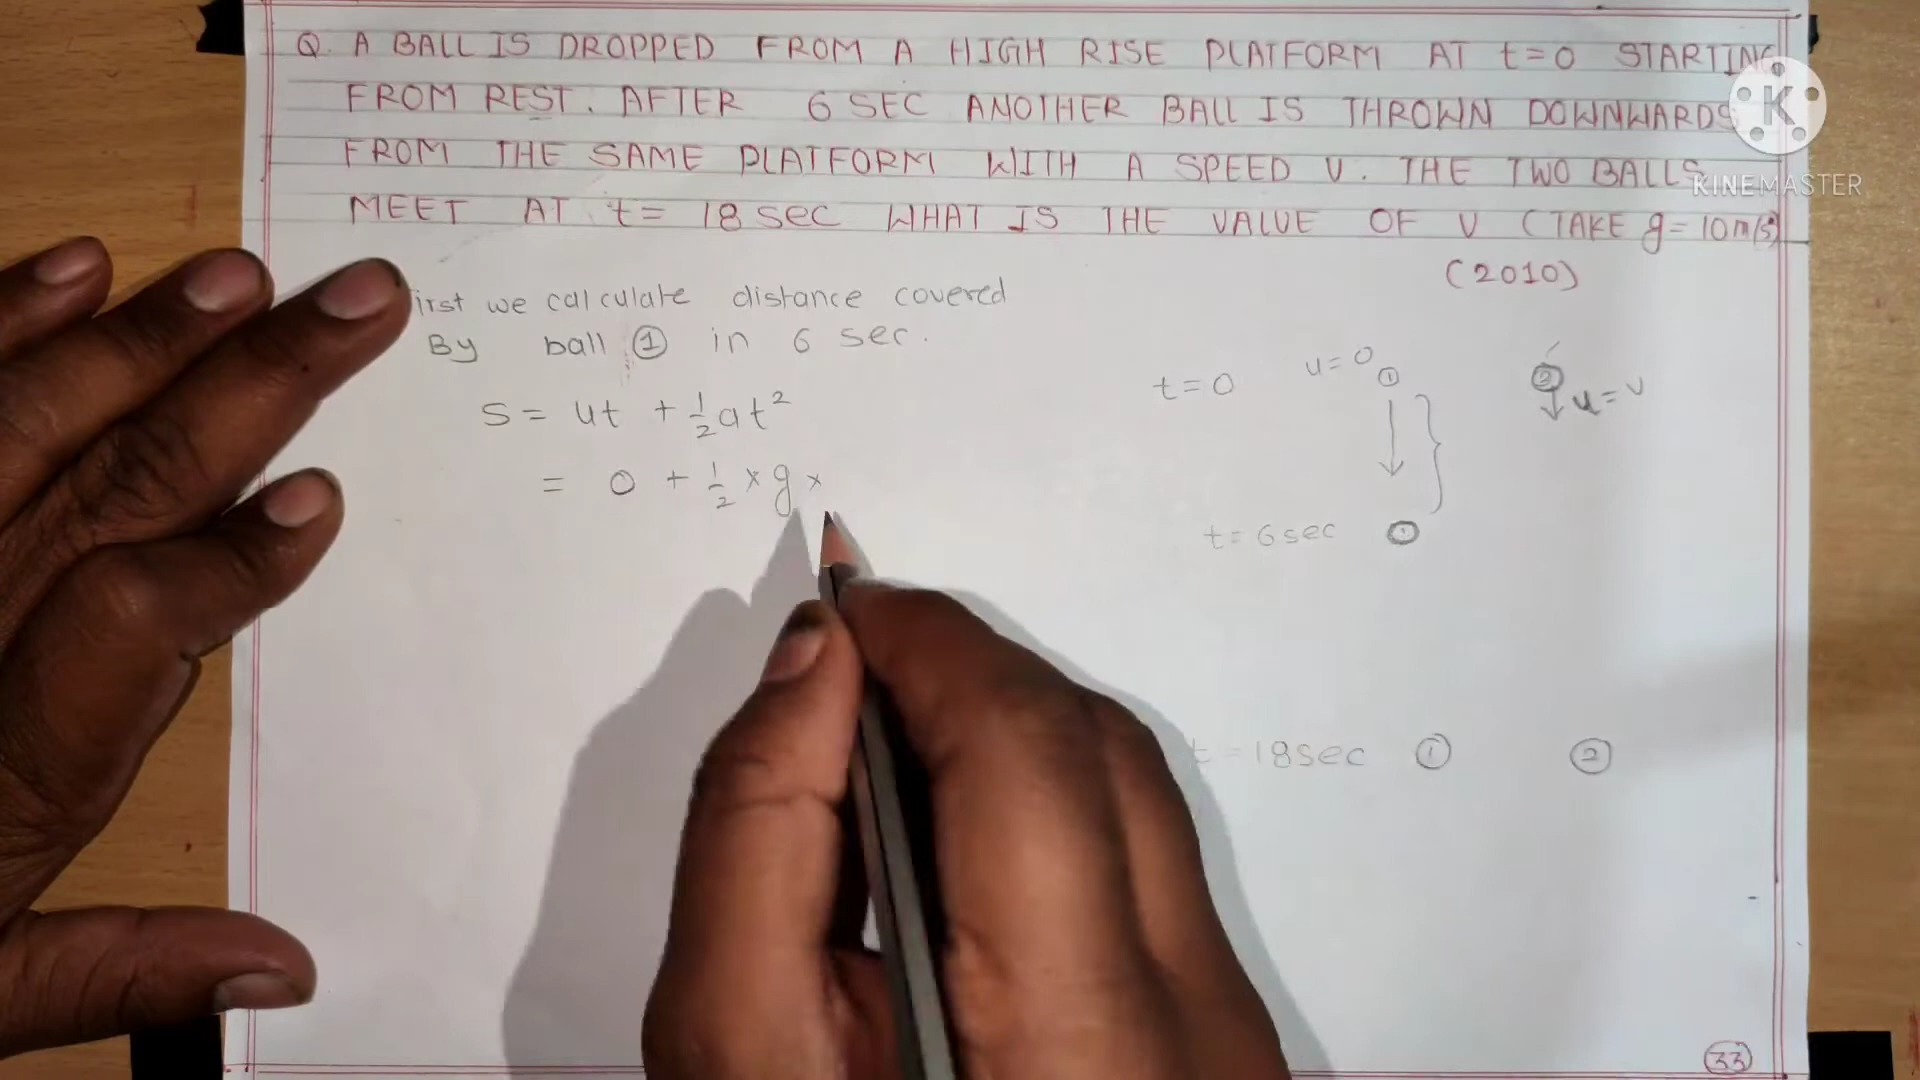 Q. A BALL IS DROPPED FROM A HIGH RISE PLATFORM AT t=0 STARTING
FROM REST. AFTER 6 SEC ANOTHER BALL IS THROWN DOWNWARDS
FROM THE SAME PLATFORM WITH A SPEED V. THE TWO BALLS
MEET AT t= 18 SEC WHAT IS THE VALUE OF V (TAKE g= 10m/s
(2010)
K
KINEMASTER
irst we calculate distance covered
By ball ① in 6 sec.
S = ut + ½at²
= 0 + ½ × g ×
t=0 u=0 ① ② u=v
t=6sec ①
t=18sec ① ②
33